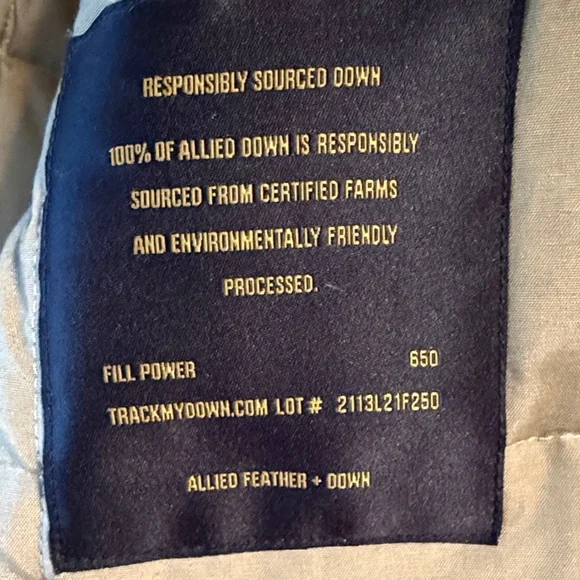 RESPONSIBLY SOURCED DOWN
100% OF ALLIED DOWN IS RESPONSIBLY
SOURCED FROM CERTIFIED FARMS
AND ENVIRONMENTALLY FRIENDLY
PROCESSED.
FILL POWER 650
TRACKMYDOWN.COM LOT # 2113L21F250
ALLIED FEATHER + DOWN